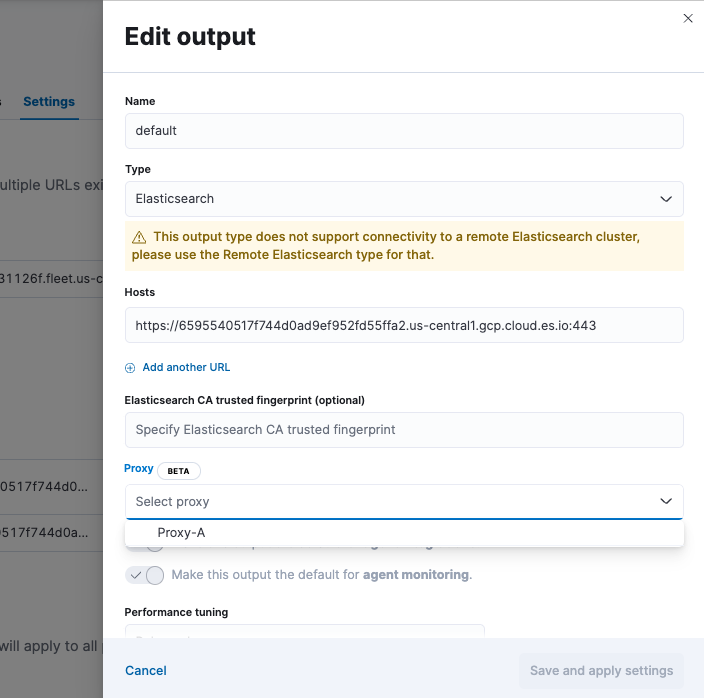 Edit output
Settings
Name
default
ultiple URLs exi
Type
Elasticsearch
This output type does not support connectivity to a remote Elasticsearch cluster,
please use the Remote Elasticsearch type for that.
31126f.fleet.us-c
Hosts
https://6595540517f744d0ad9ef952fd55ffa2.us-central1.gcp.cloud.es.io:443
Add another URL
Elasticsearch CA trusted fingerprint (optional)
Specify Elasticsearch CA trusted fingerprint
Proxy BETA
0517f744d0...
Select proxy
Proxy-A
0517f744d0a...
Make this output the default for agent monitoring.
Performance tuning
will apply to all
Cancel
Save and apply settings